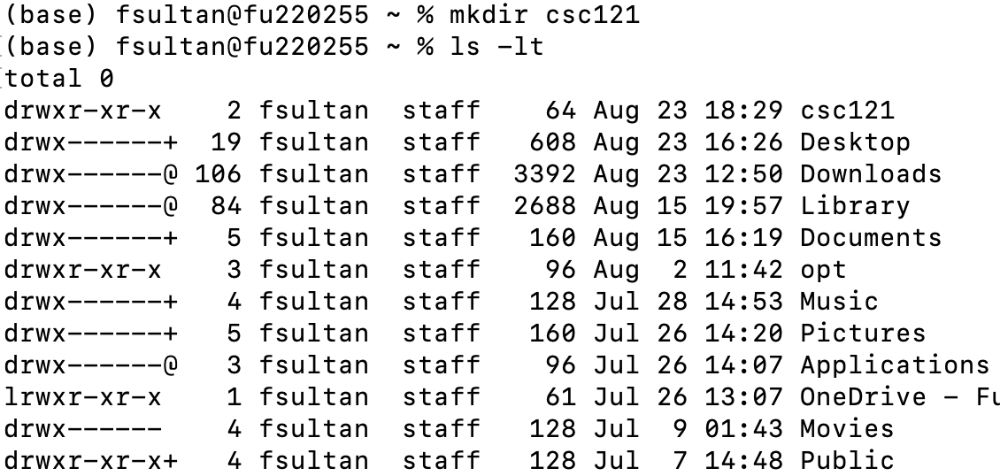 (base) fsultan@fu220255 ~ % mkdir csc121
(base) fsultan@fu220255 ~ % ls -lt
total 0
drwxr-xr-x    2 fsultan  staff    64 Aug 23 18:29 csc121
drwx------+  19 fsultan  staff   608 Aug 23 16:26 Desktop
drwx------@ 106 fsultan  staff  3392 Aug 23 12:50 Downloads
drwx------@  84 fsultan  staff  2688 Aug 15 19:57 Library
drwx------+   5 fsultan  staff   160 Aug 15 16:19 Documents
drwxr-xr-x    3 fsultan  staff    96 Aug  2 11:42 opt
drwx------+   4 fsultan  staff   128 Jul 28 14:53 Music
drwx------+   5 fsultan  staff   160 Jul 26 14:20 Pictures
drwx------@   3 fsultan  staff    96 Jul 26 14:07 Applications
lrwxr-xr-x    1 fsultan  staff    61 Jul 26 13:07 OneDrive -
drwx------    4 fsultan  staff   128 Jul  9 01:43 Movies
drwxr-xr-x+   4 fsultan  staff   128 Jul  7 14:48 Public